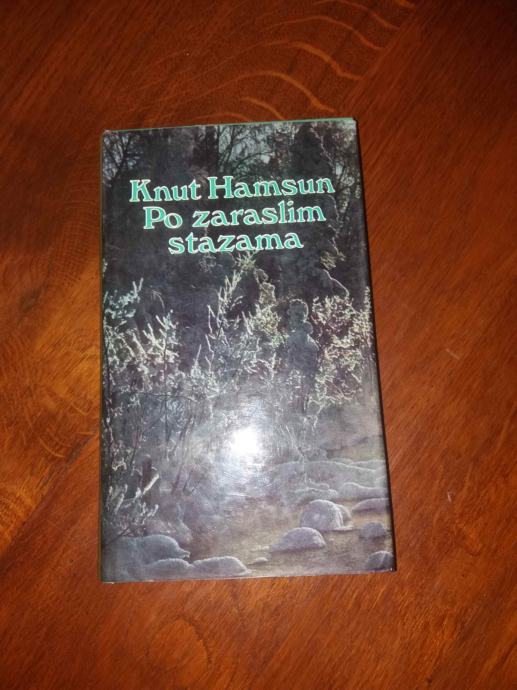 Knut Hamsun
Po zaraslim
stazama